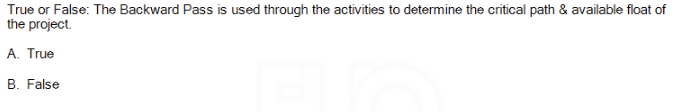 True or False: The Backward Pass is used through the activities to determine the critical path & available float of
the project.
A. True
B. False